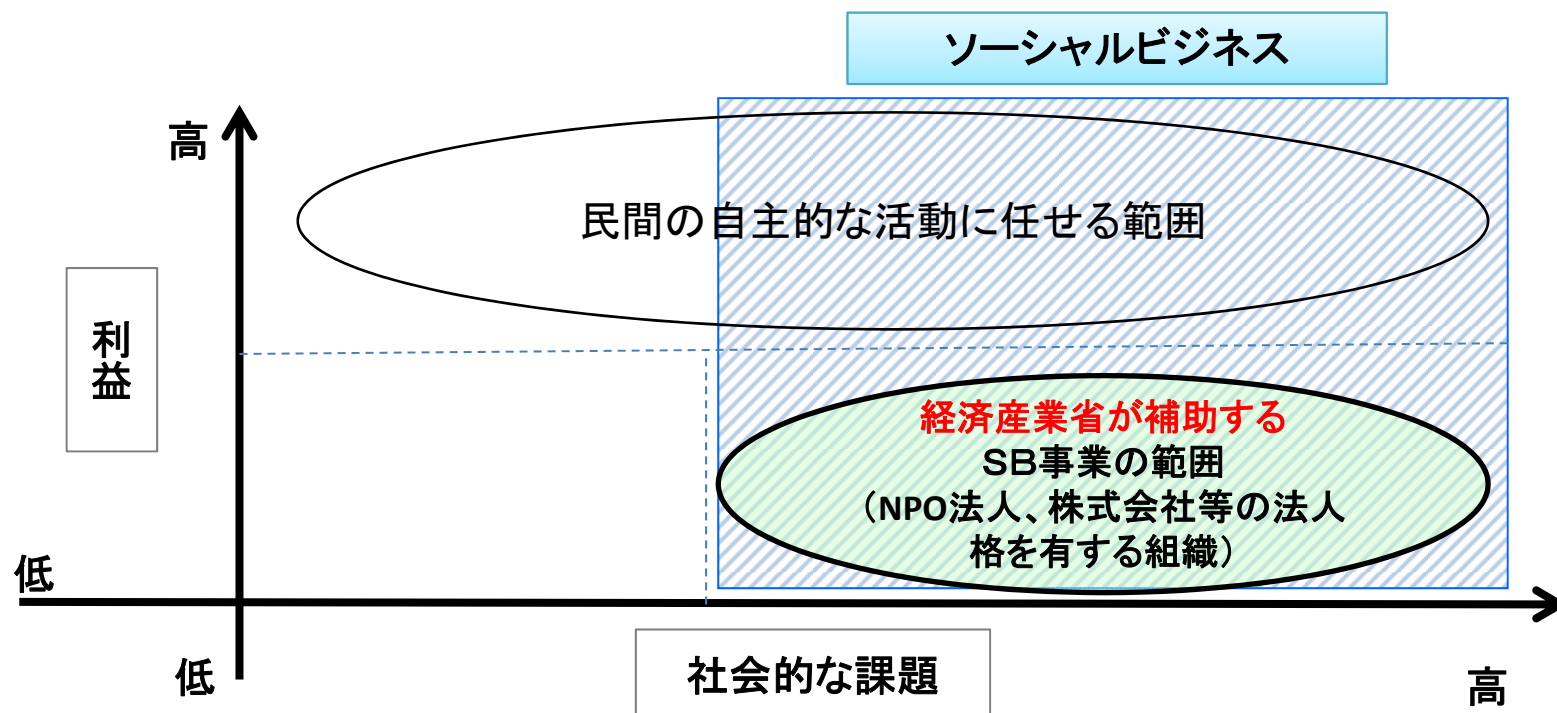 ソーシャルビジネス
高
民間の自主的な活動に任せる範囲
利
益
経済産業省が補助する
SB事業の範囲
（NPO法人、株式会社等の法人
格を有する組織）
低
低
社会的な課題
高